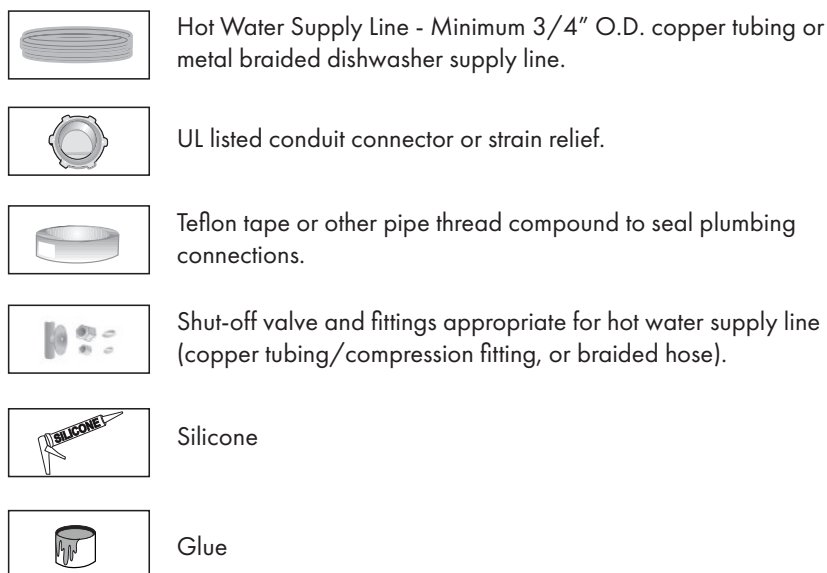 Hot Water Supply Line - Minimum 3/4” O.D. copper tubing or
metal braided dishwasher supply line.
UL listed conduit connector or strain relief.
Teflon tape or other pipe thread compound to seal plumbing
connections.
Shut-off valve and fittings appropriate for hot water supply line
(copper tubing/compression fitting, or braided hose).
SILICONE
Silicone
Glue